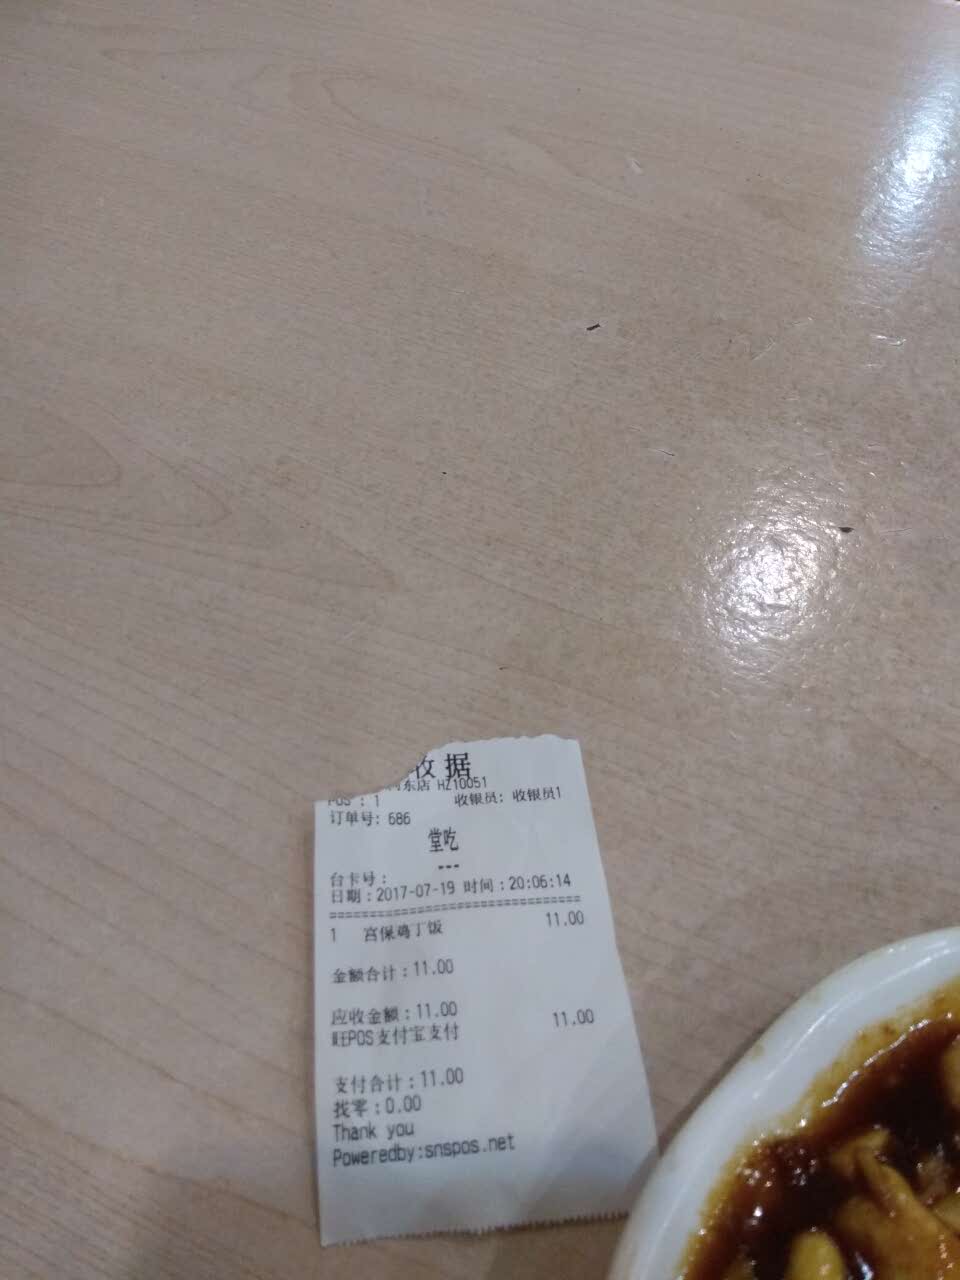 收据
东店 HZ10051
POS : 1 收银员: 收银员1
订单号: 686
堂吃
---
台卡号:
日期:2017-07-19 时间:20:06:14
================================
1 宫保鸡丁饭 11.00
金额合计:11.00
应收金额:11.00
旺POS支付宝支付 11.00
支付合计:11.00
找零:0.00
Thank you
Poweredby:snspos.net